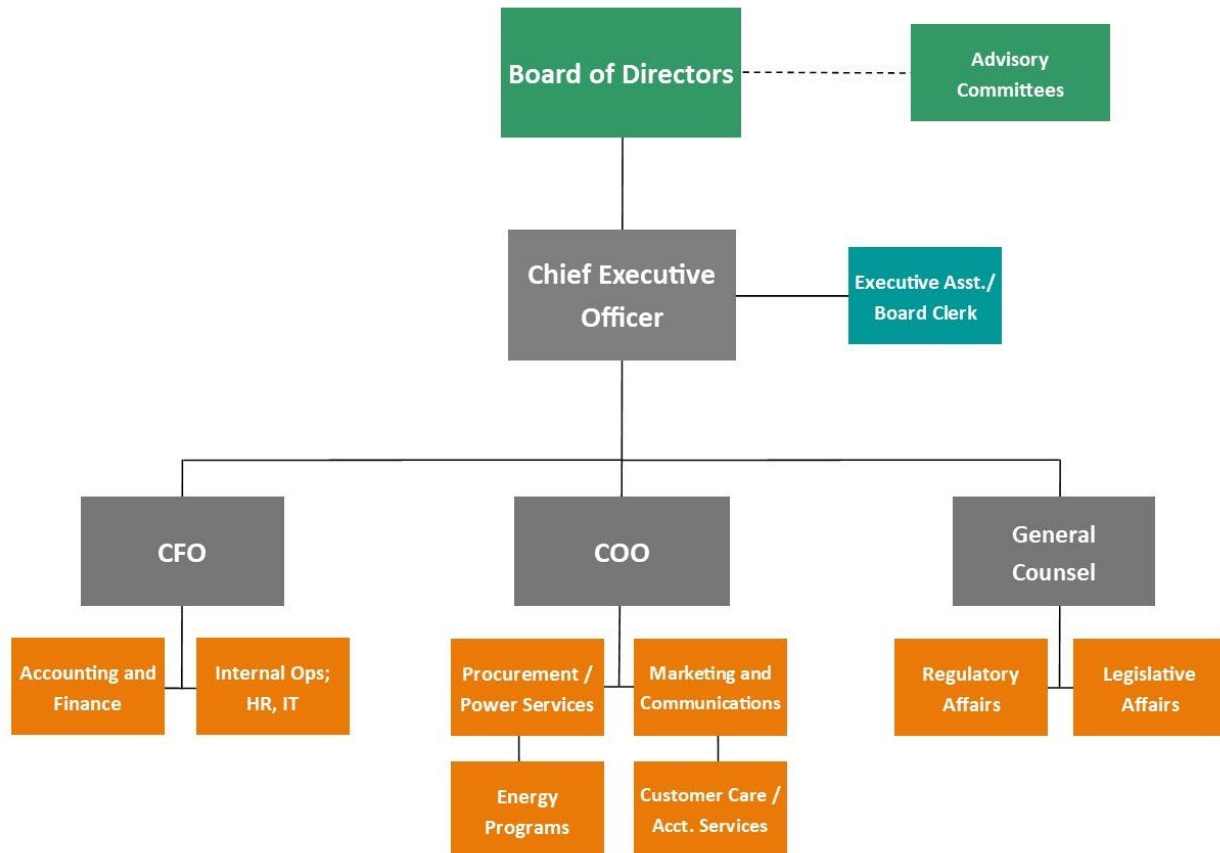 Board of Directors
Advisory
Committees
Chief Executive
Officer
Executive Asst./
Board Clerk
CFO
COO
General
Counsel
Accounting and
Finance
Internal Ops;
HR, IT
Procurement /
Power Services
Marketing and
Communications
Regulatory
Affairs
Legislative
Affairs
Energy
Programs
Customer Care /
Acct. Services